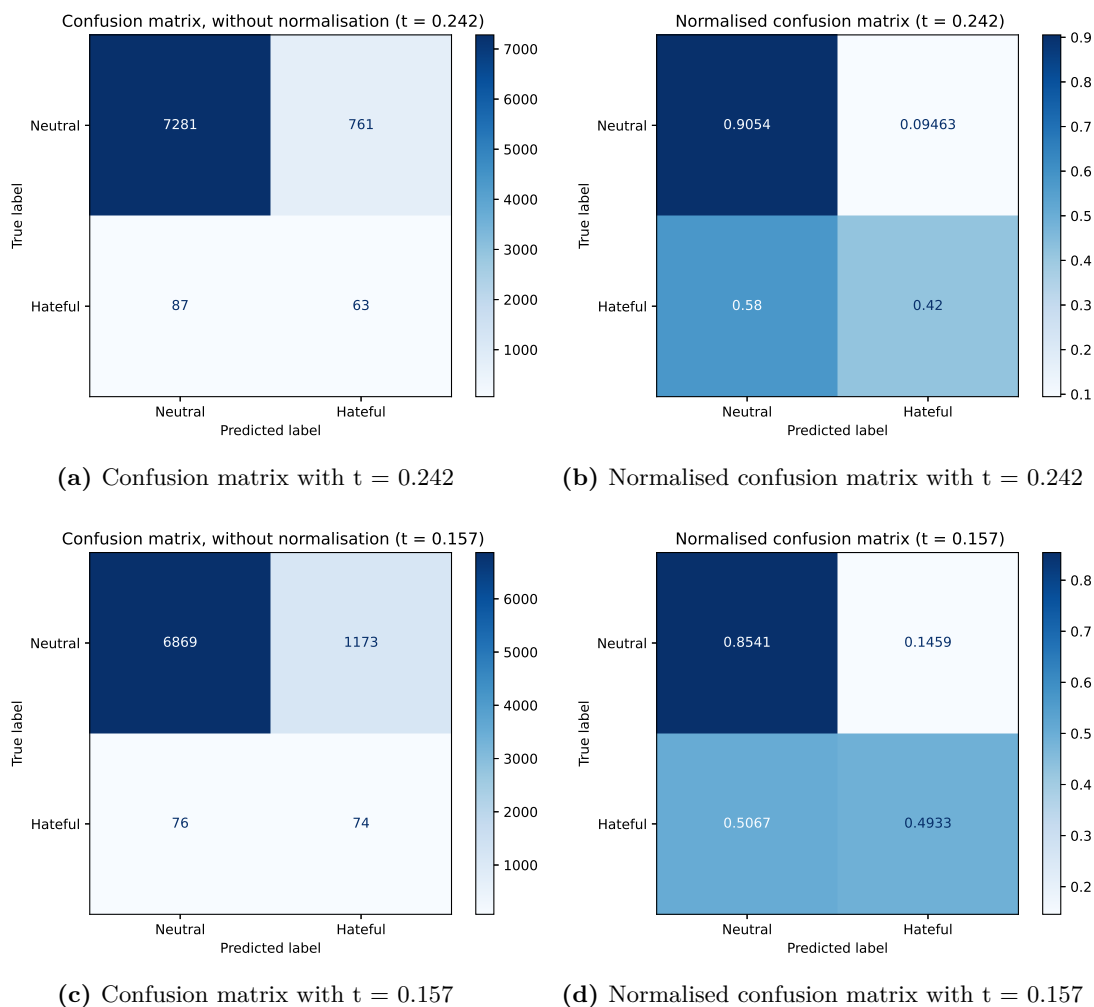 Confusion matrix, without normalisation (t = 0.242)
7000
6000
5000
4000
3000
2000
1000
Neutral
Hateful
True label
7281
761
87
63
Neutral
Hateful
Predicted label
(a) Confusion matrix with t = 0.242
Normalised confusion matrix (t = 0.242)
0.9
0.8
0.7
0.6
0.5
0.4
0.3
0.2
0.1
Neutral
Hateful
True label
0.9054
0.09463
0.58
0.42
Neutral
Hateful
Predicted label
(b) Normalised confusion matrix with t = 0.242
Confusion matrix, without normalisation (t = 0.157)
6000
5000
4000
3000
2000
1000
Neutral
Hateful
True label
6869
1173
76
74
Neutral
Hateful
Predicted label
(c) Confusion matrix with t = 0.157
Normalised confusion matrix (t = 0.157)
0.8
0.7
0.6
0.5
0.4
0.3
0.2
Neutral
Hateful
True label
0.8541
0.1459
0.5067
0.4933
Neutral
Hateful
Predicted label
(d) Normalised confusion matrix with t = 0.157